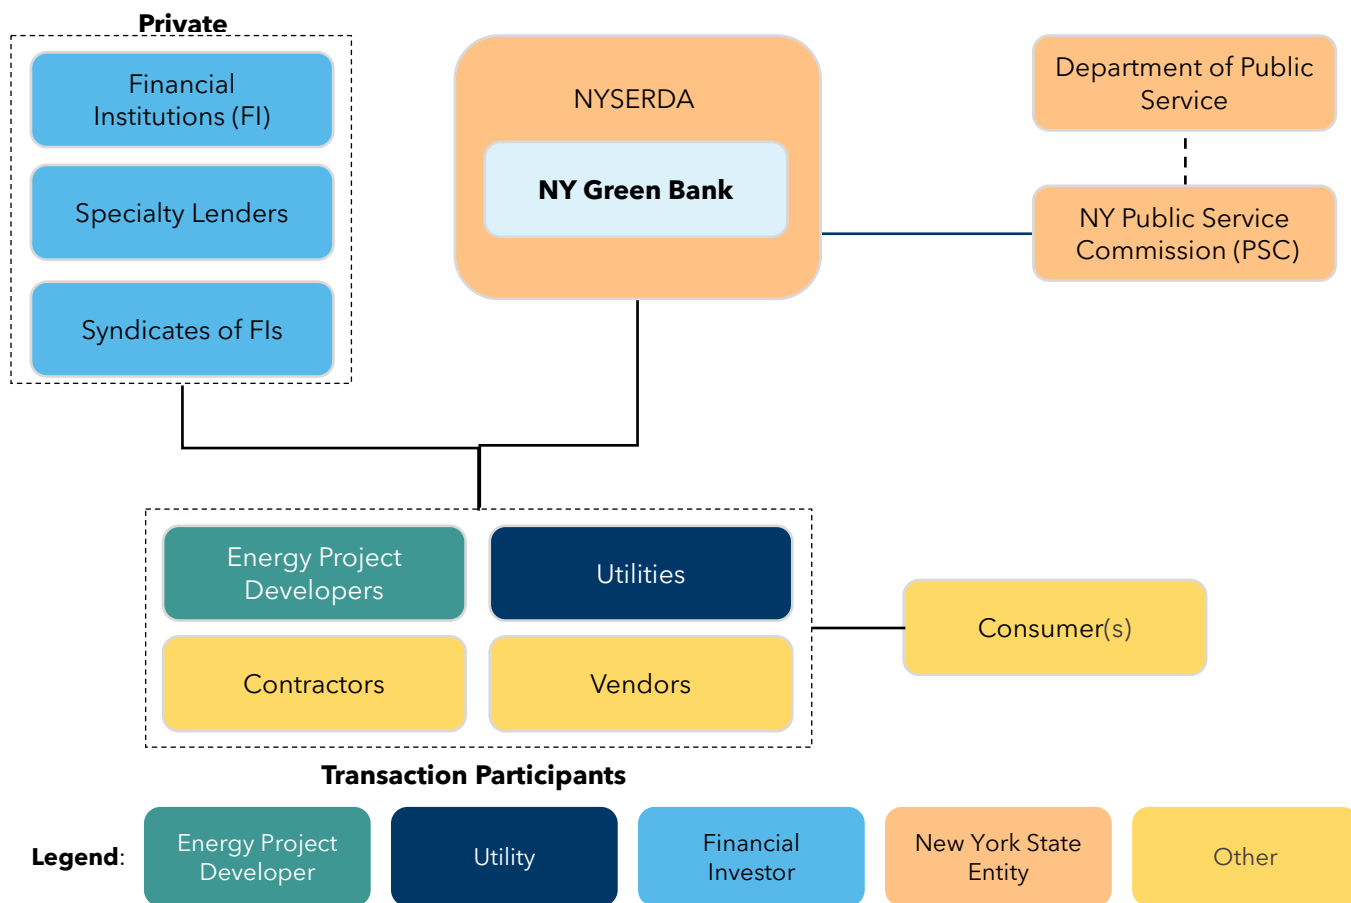 Private
Financial
Institutions (FI)
Specialty Lenders
Syndicates of FIs
NYSERDA
NY Green Bank
Department of Public
Service
NY Public Service
Commission (PSC)
Energy Project
Developers
Utilities
Contractors
Vendors
Consumer(s)
Transaction Participants
Legend:
Energy Project
Developer
Utility
Financial
Investor
New York State
Entity
Other